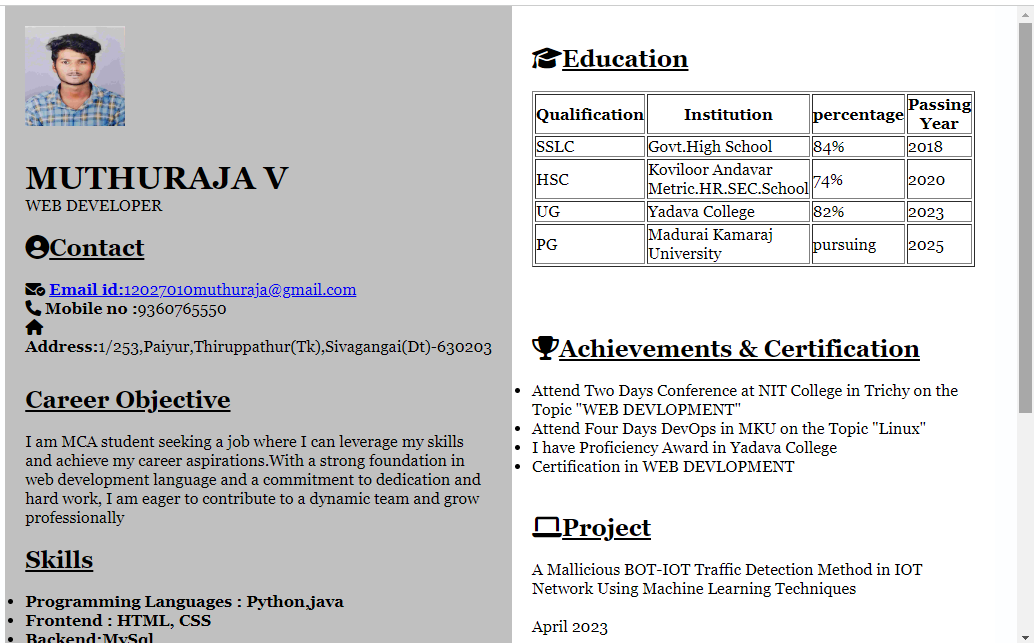 MUTHURAJA V
WEB DEVELOPER
Contact
Email id:12027010muthuraja@gmail.com
Mobile no :9360765550
Address:1/253,Paiyur,Thiruppathur(Tk),Sivagangai(Dt)-630203
Career Objective
I am MCA student seeking a job where I can leverage my skills
and achieve my career aspirations.With a strong foundation in
web development language and a commitment to dedication and
hard work, I am eager to contribute to a dynamic team and grow
professionally
Skills
Programming Languages : Python,java
Frontend : HTML, CSS
Backend:MySql
Education
Qualification Institution percentage Passing
Year
SSLC Govt.High School 84% 2018
HSC Koviloor Andavar
Metric.HR.SEC.School 74% 2020
UG Yadava College 82% 2023
PG Madurai Kamaraj
University pursuing 2025
Achievements & Certification
Attend Two Days Conference at NIT College in Trichy on the
Topic "WEB DEVLOPMENT"
Attend Four Days DevOps in MKU on the Topic "Linux"
I have Proficiency Award in Yadava College
Certification in WEB DEVLOPMENT
Project
A Mallicious BOT-IOT Traffic Detection Method in IOT
Network Using Machine Learning Techniques
April 2023